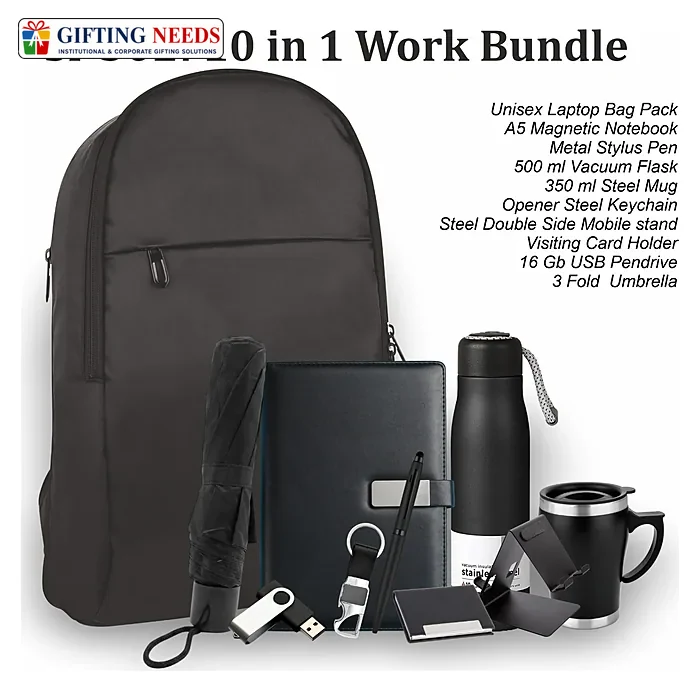 GIFTING NEEDS
INSTITUTIONAL & CORPORATE GIFTING SOLUTIONS
10 in 1 Work Bundle
Unisex Laptop Bag Pack
A5 Magnetic Notebook
Metal Stylus Pen
500 ml Vacuum Flask
350 ml Steel Mug
Opener Steel Keychain
Steel Double Side Mobile stand
Visiting Card Holder
16 Gb USB Pendrive
3 Fold Umbrella